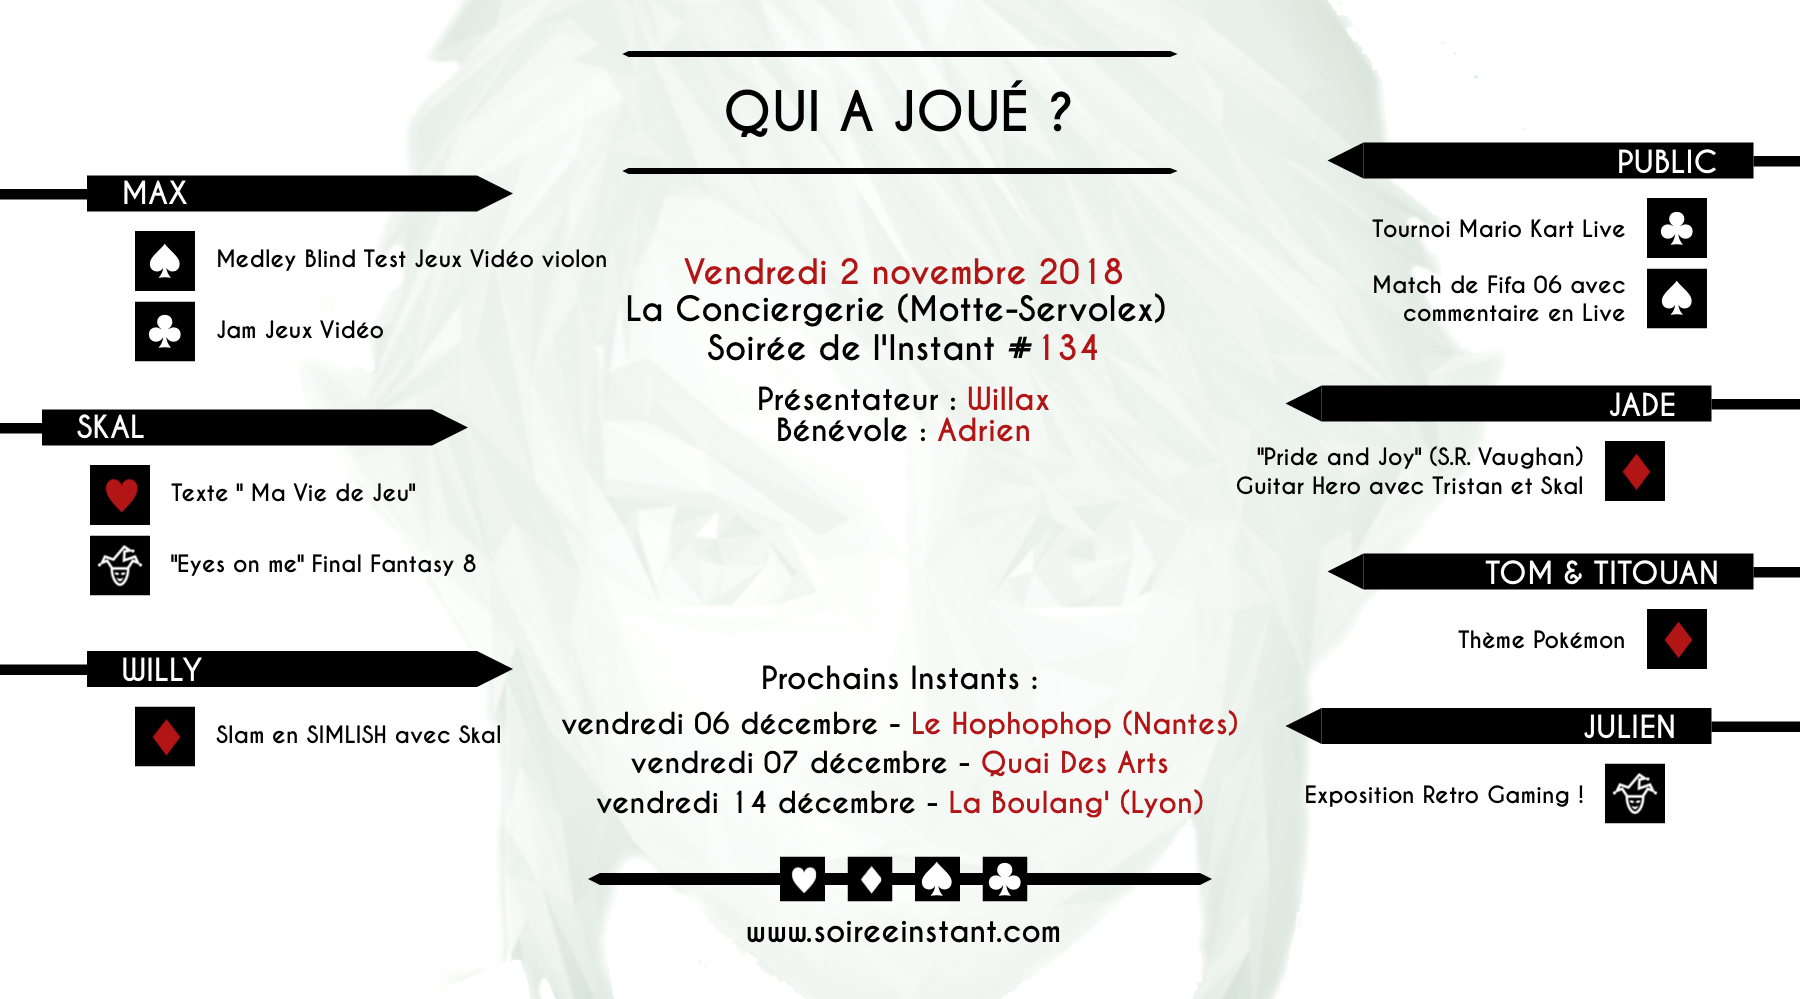 QUI A JOUÉ ?
MAX
Medley Blind Test Jeux Vidéo violon
Jam Jeux Vidéo
SKAL
Texte " Ma Vie de Jeu"
"Eyes on me" Final Fantasy 8
WILLY
Slam en SIMLISH avec Skal
Vendredi 2 novembre 2018
La Conciergerie (Motte-Servolex)
Soirée de l'Instant #134
Présentateur : Willax
Bénévole : Adrien
Prochains Instants :
vendredi 06 décembre - Le Hophophop (Nantes)
vendredi 07 décembre - Quai Des Arts
vendredi 14 décembre - La Boulang' (Lyon)
www.soireeinstant.com
PUBLIC
Tournoi Mario Kart Live
Match de Fifa 06 avec
commentaire en Live
JADE
"Pride and Joy" (S.R. Vaughan)
Guitar Hero avec Tristan et Skal
TOM & TITOUAN
Thème Pokémon
JULIEN
Exposition Retro Gaming !